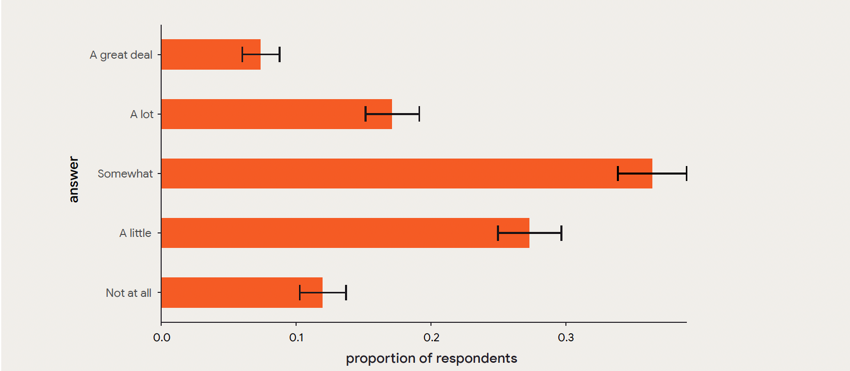 A great deal
A lot
Somewhat
A little
Not at all
answer
0.0 0.1 0.2 0.3
proportion of respondents